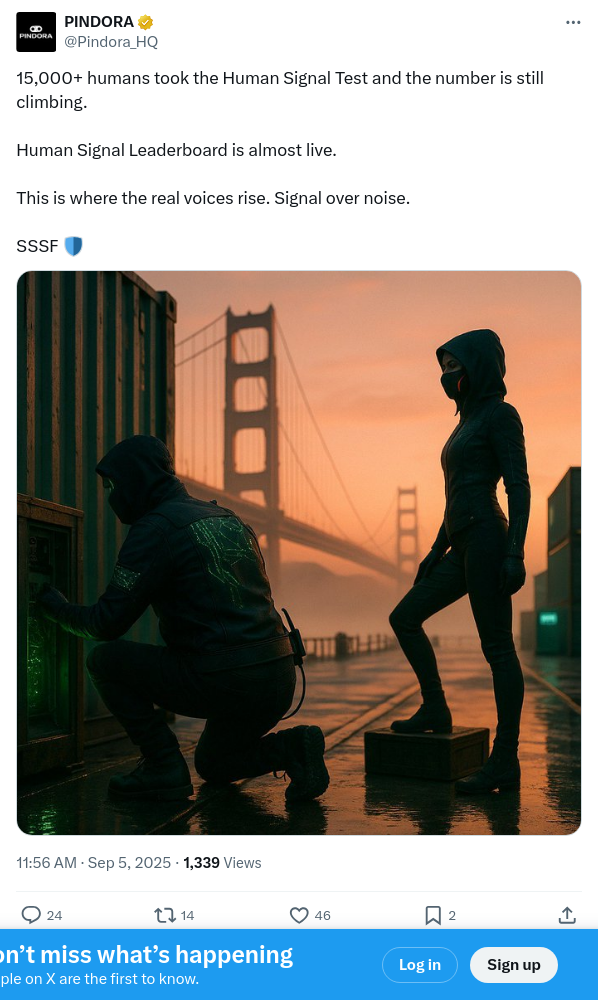 PINDORA
PINDORA
@Pindora_HQ
15,000+ humans took the Human Signal Test and the number is still
climbing.
Human Signal Leaderboard is almost live.
This is where the real voices rise. Signal over noise.
SSSF
11:56 AM · Sep 5, 2025 · 1,339 Views
24
14
46
2
on’t miss what’s happening
ple on X are the first to know.
Log in
Sign up